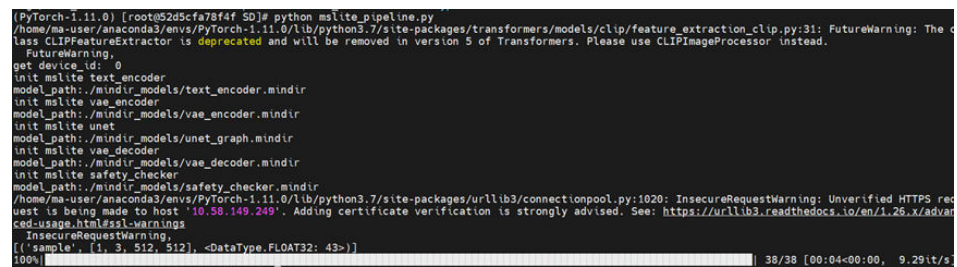 (PyTorch-1.11.0) [root@52d5cfa78f4f SD]# python mslite_pipeline.py
/home/ma-user/anaconda3/envs/PyTorch-1.11.0/lib/python3.7/site-packages/transformers/models/clip/feature_extraction_clip.py:31: FutureWarning: The c
lass CLIPFeatureExtractor is deprecated and will be removed in version 5 of Transformers. Please use CLIPImageProcessor instead.
  FutureWarning,
get device_id:  0
init mslite text_encoder
model_path:./mindir_models/text_encoder.mindir
init mslite vae_encoder
model_path:./mindir_models/vae_encoder.mindir
init mslite unet
model_path:./mindir_models/unet_graph.mindir
init mslite vae_decoder
model_path:./mindir_models/vae_decoder.mindir
init mslite safety_checker
model_path:./mindir_models/safety_checker.mindir
/home/ma-user/anaconda3/envs/PyTorch-1.11.0/lib/python3.7/site-packages/urllib3/connectionpool.py:1020: InsecureRequestWarning: Unverified HTTPS req
uest is being made to host '10.58.149.249'. Adding certificate verification is strongly advised. See: https://urllib3.readthedocs.io/en/1.26.x/advan
ced-usage.html#ssl-warnings
  InsecureRequestWarning,
[('sample', [1, 3, 512, 512], <DataType.FLOAT32: 43>)]
100%| | 38/38 [00:04<00:00,  9.29it/s]